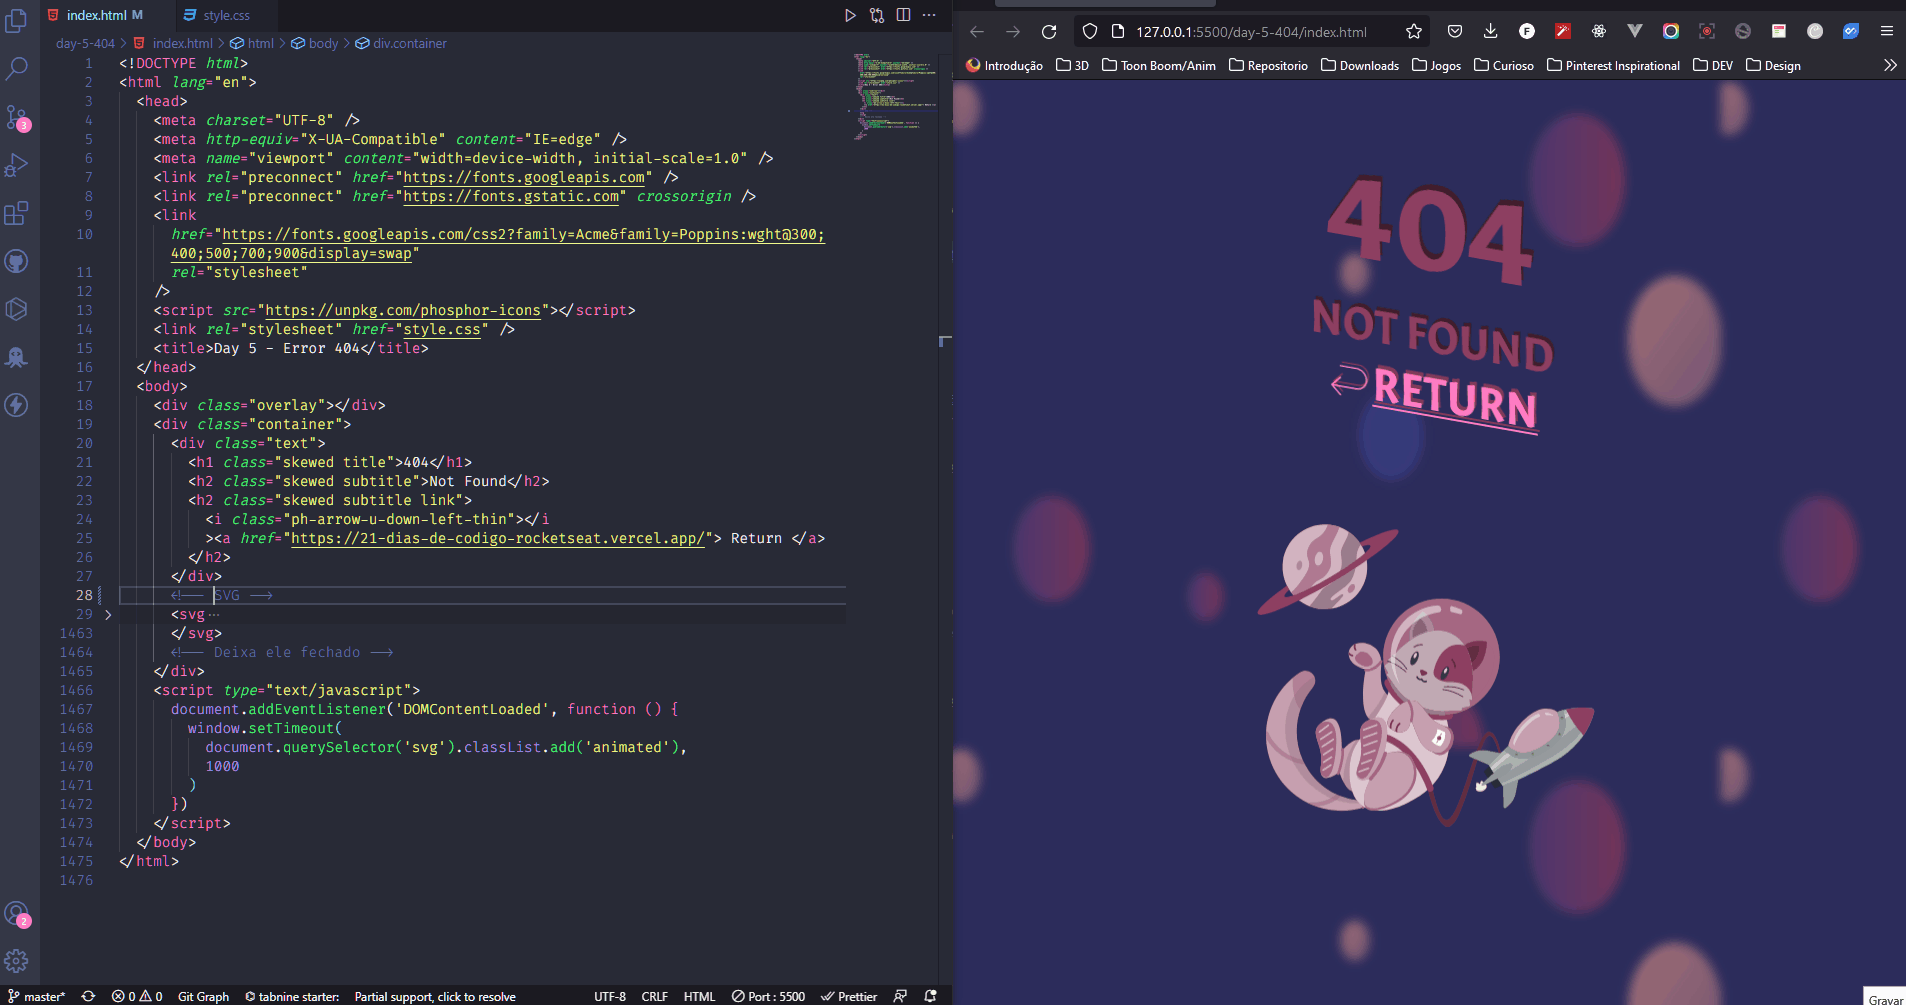 index.html M
style.css
day-5-404 > index.html > html > body > div.container
1 <!DOCTYPE html>
2 <html lang="en">
3 <head>
4 <meta charset="UTF-8" />
5 <meta http-equiv="X-UA-Compatible" content="IE=edge" />
6 <meta name="viewport" content="width=device-width, initial-scale=1.0" />
7 <link rel="preconnect" href="https://fonts.googleapis.com" />
8 <link rel="preconnect" href="https://fonts.gstatic.com" crossorigin />
9 <link
10 href="https://fonts.googleapis.com/css2?family=Acme&family=Poppins:wght@300;
400;500;700;900&display=swap"
11 rel="stylesheet"
12 />
13 <script src="https://unpkg.com/phosphor-icons"></script>
14 <link rel="stylesheet" href="style.css" />
15 <title>Day 5 - Error 404</title>
16 </head>
17 <body>
18 <div class="overlay"></div>
19 <div class="container">
20 <div class="text">
21 <h1 class="skewed title">404</h1>
22 <h2 class="skewed subtitle">Not Found</h2>
23 <h2 class="skewed subtitle link">
24 <i class="ph-arrow-u-down-left-thin"></i
25 ><a href="https://21-dias-de-codigo-rocketseat.vercel.app/"> Return </a>
26 </h2>
27 </div>
28 <!-- SVG -->
29 <svg ...
1463 </svg>
1464 <!-- Deixa ele fechado -->
1465 </div>
1466 <script type="text/javascript">
1467 document.addEventListener('DOMContentLoaded', function () {
1468 window.setTimeout(
1469 document.querySelector('svg').classList.add('animated'),
1470 1000
1471 )
1472 })
1473 </script>
1474 </body>
1475 </html>
1476
3
2
master*
0 0
Git Graph
tabnine starter:
Partial support, click to resolve
UTF-8
CRLF
HTML
Port : 5500
Prettier
127.0.0.1:5500/day-5-404/index.html
F
Introdução
3D
Toon Boom/Anim
Repositorio
Downloads
Jogos
Curioso
Pinterest Inspirational
DEV
Design
404
NOT FOUND
RETURN
Gravar